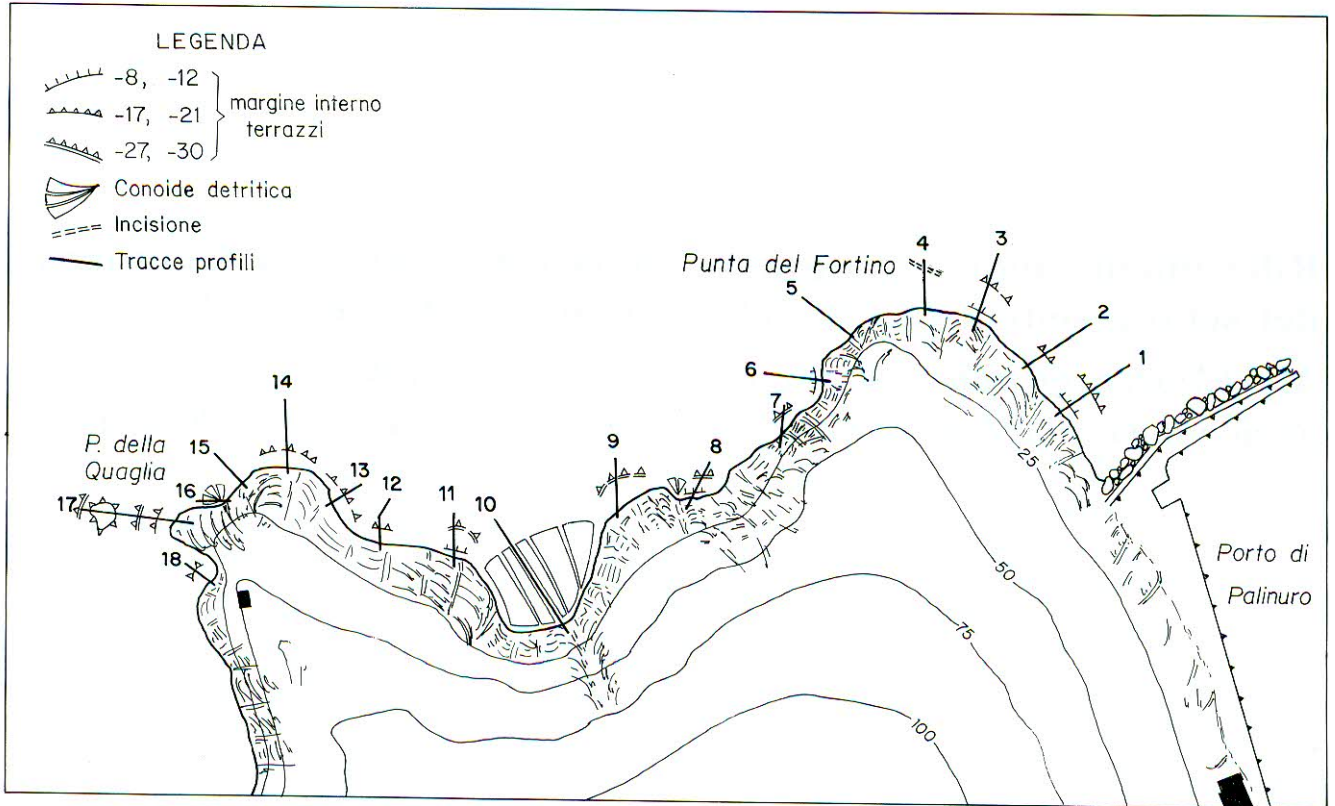 LEGENDA
-8, -12
-17, -21
-27, -30
margine interno
terrazzi
Conoide detritica
Incisione
Tracce profili
Punta del Fortino
4
3
5
2
1
6
7
14
P. della
Quaglia
15
13
12
16
17
18
11
10
9
8
25
50
75
100
Porto di
Palinuro